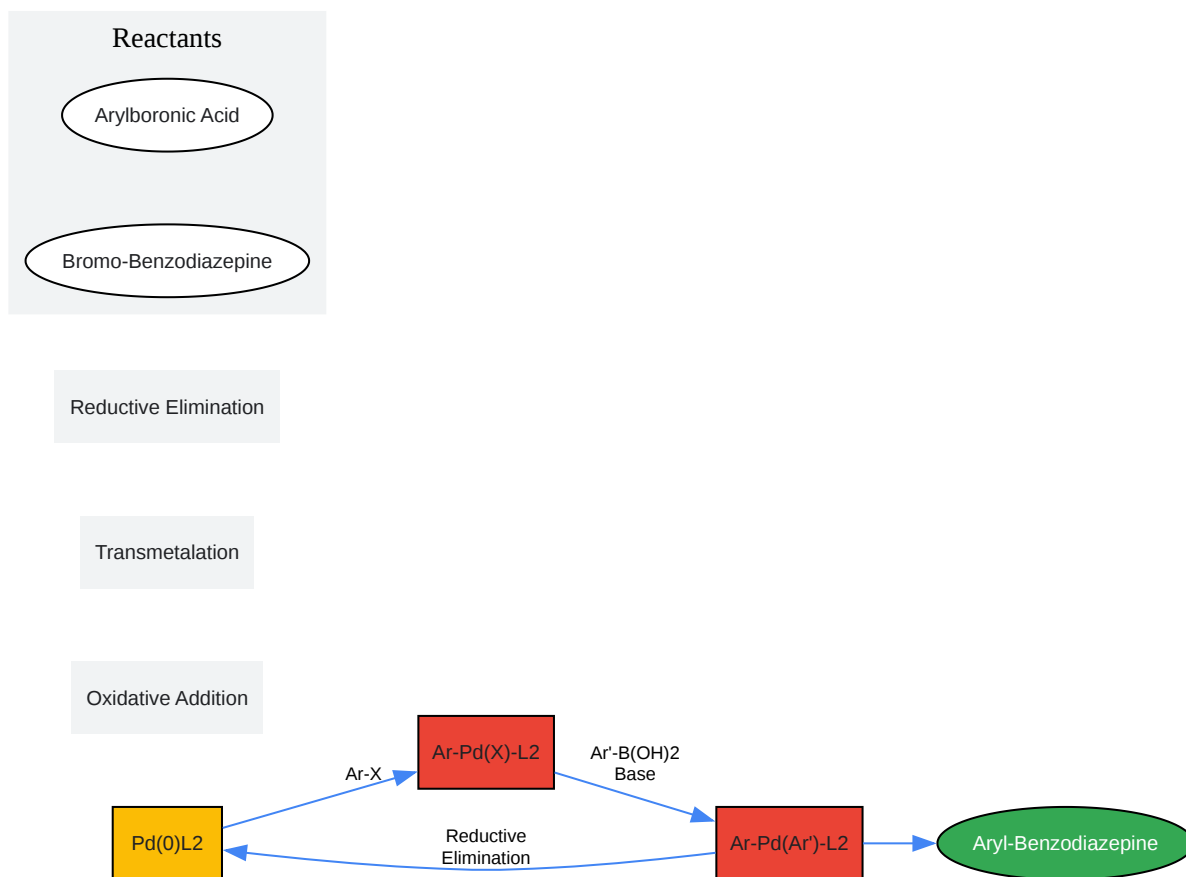 Reactants
Arylboronic Acid
Bromo-Benzodiazepine
Reductive Elimination
Transmetalation
Oxidative Addition
Ar-Pd(X)-L2
Ar'-B(OH)2
Base
Ar-X
Pd(0)L2
Reductive
Elimination
Ar-Pd(Ar')-L2
Aryl-Benzodiazepine